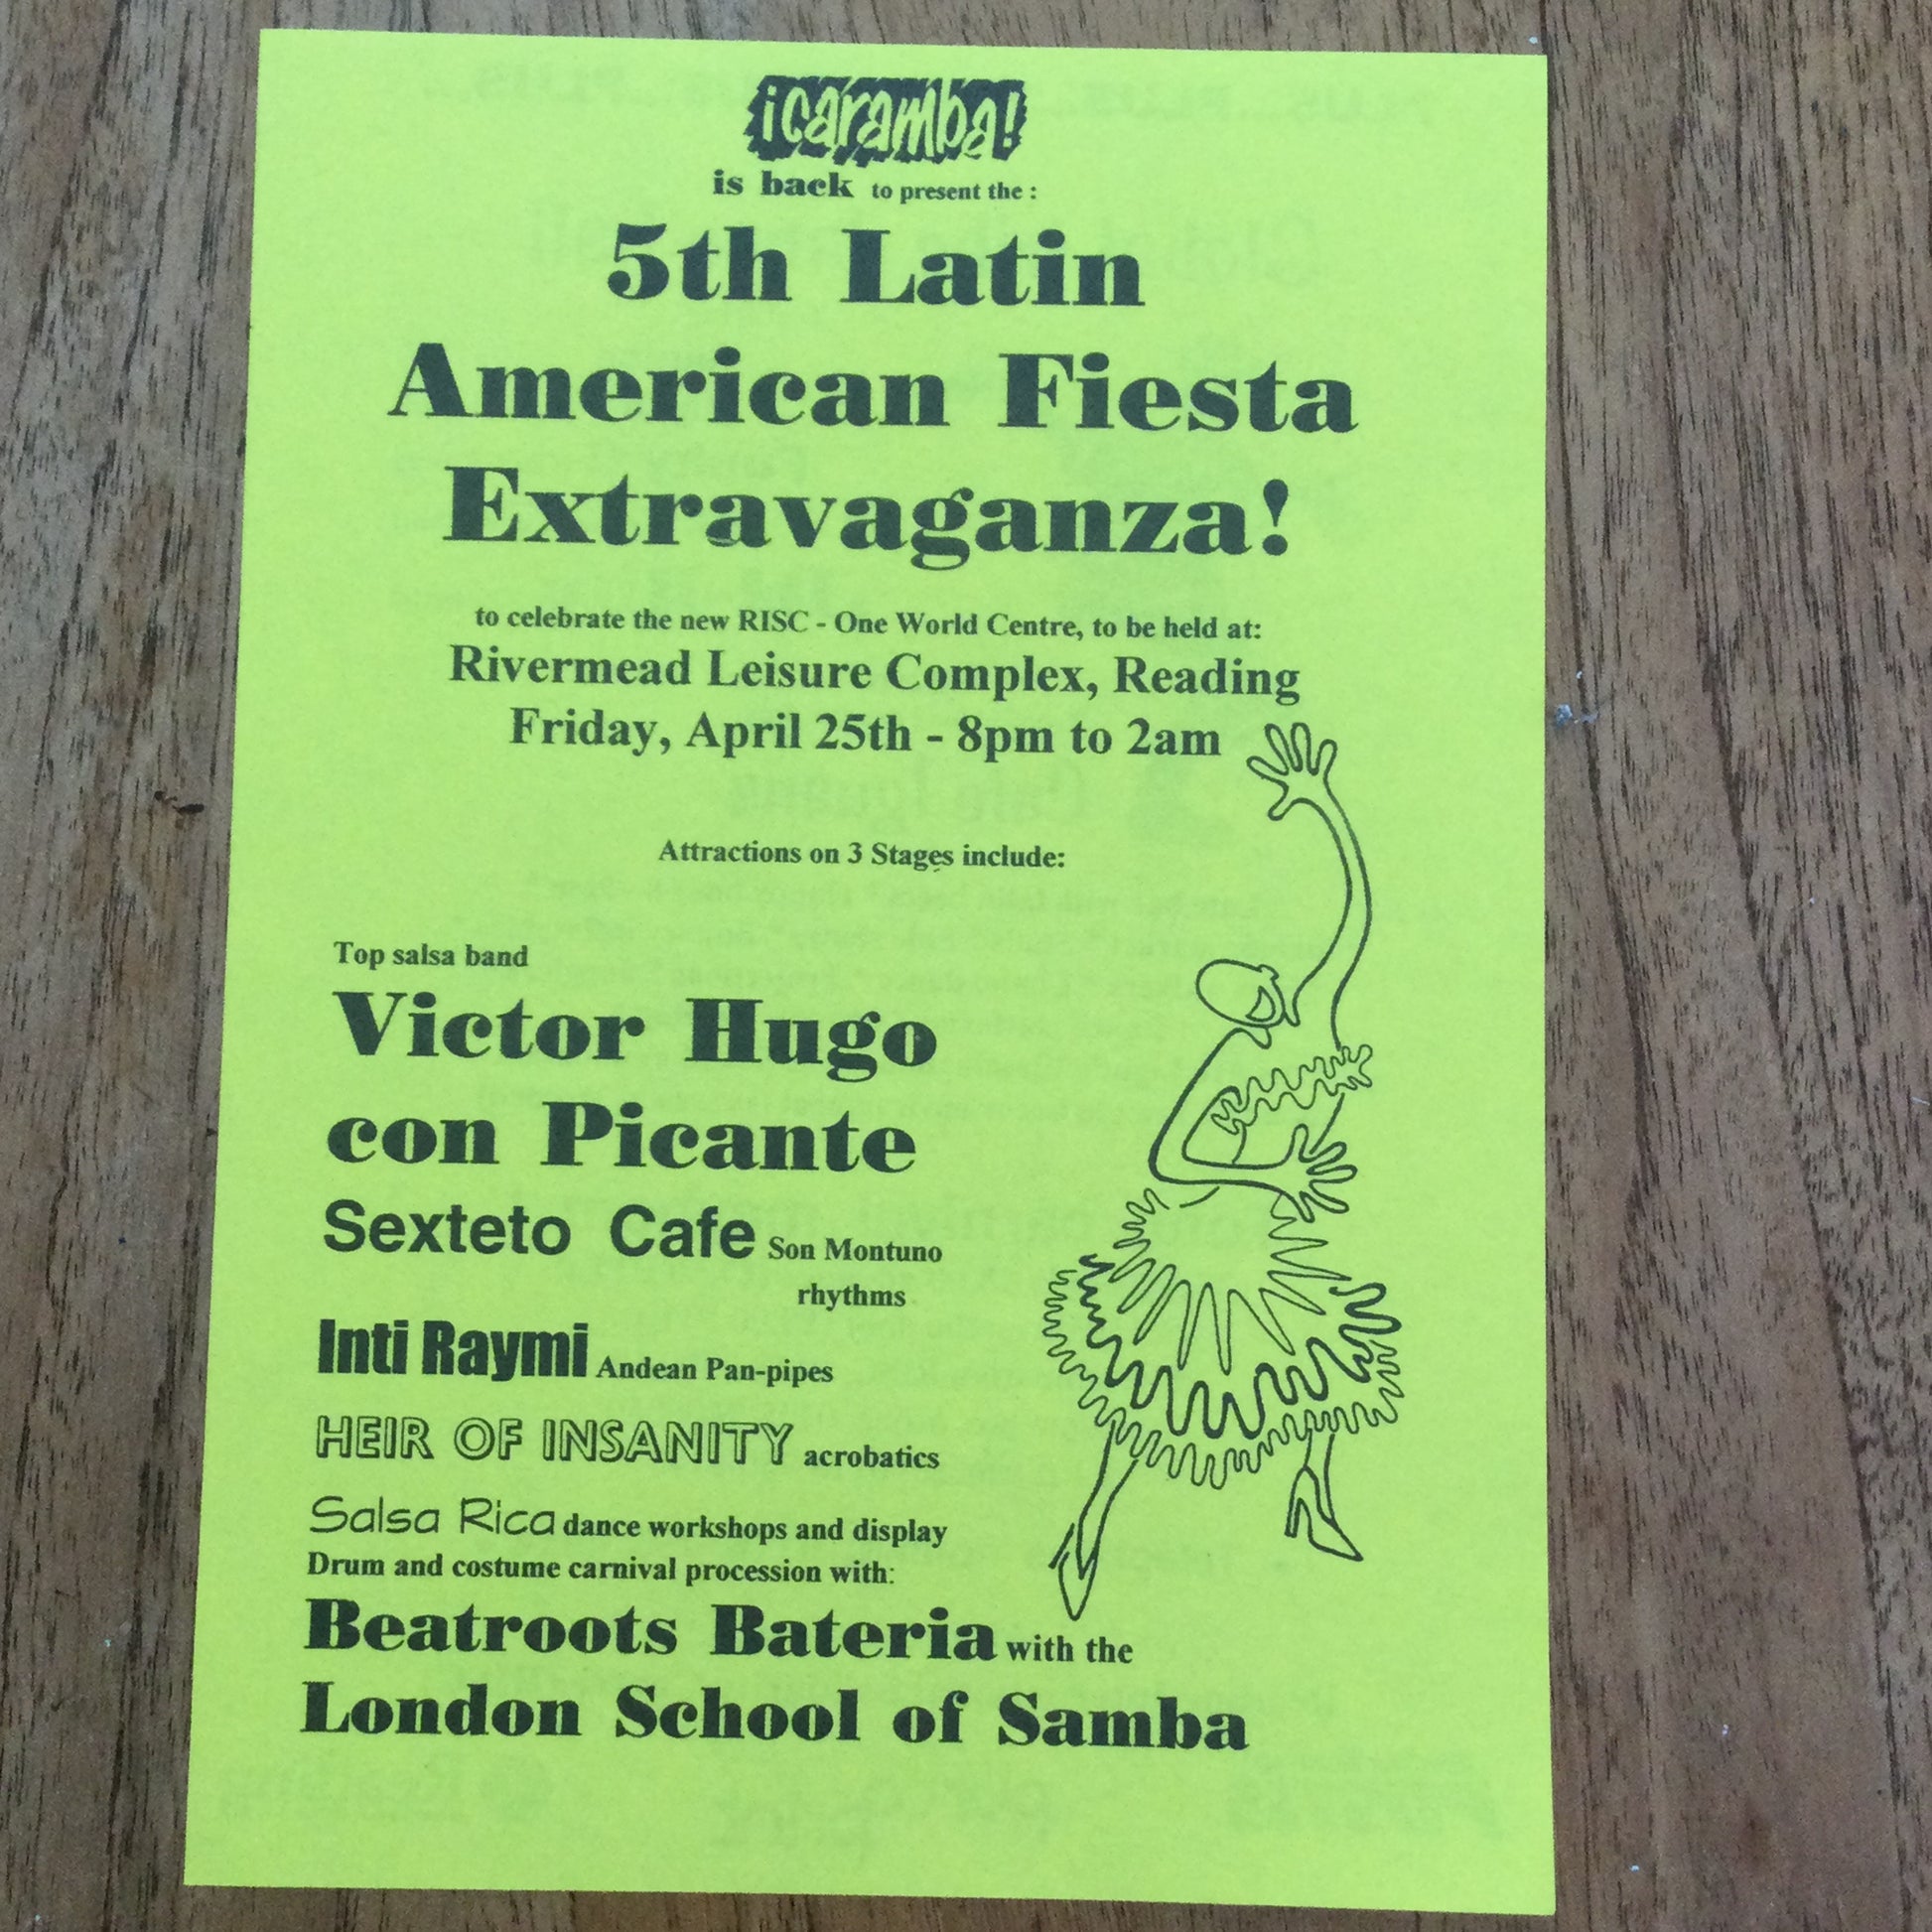 ¡caramba!
is back to present the :
5th Latin
American Fiesta
Extravaganza!
to celebrate the new RISC - One World Centre, to be held at:
Rivermead Leisure Complex, Reading
Friday, April 25th - 8pm to 2am
Attractions on 3 Stages include:
Top salsa band
Victor Hugo
con Picante
Sexteto Cafe Son Montuno
rhythms
Inti Raymi Andean Pan-pipes
HEIR OF INSANITY acrobatics
Salsa Rica dance workshops and display
Drum and costume carnival procession with:
Beatroots Bateria with the
London School of Samba